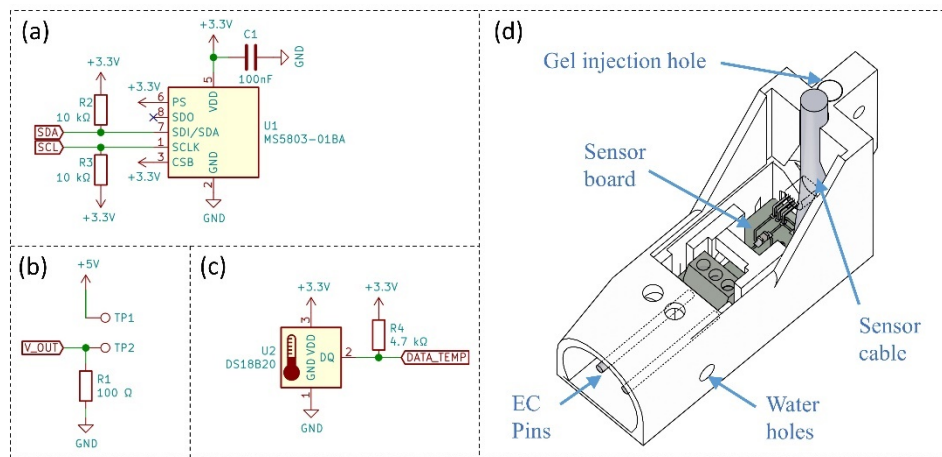 (a)
+3.3V
C1
100nF
GND
+3.3V
R2
10 kΩ
+3.3V
5
VDD
6
PS
8
SDO
7
SDI/SDA
1
SCLK
3
CSB
GND
2
U1
MS5803-01BA
SDA
SCL
R3
10 kΩ
+3.3V
+3.3V
GND
(b)
+5V
TP1
V_OUT
TP2
R1
100 Ω
GND
(c)
+3.3V
+3.3V
3
R4
4.7 kΩ
U2
DS18B20
VDD
DQ
GND
2
DATA_TEMP
1
GND
(d)
Gel injection hole
Sensor
board
Sensor
cable
EC
Pins
Water
holes